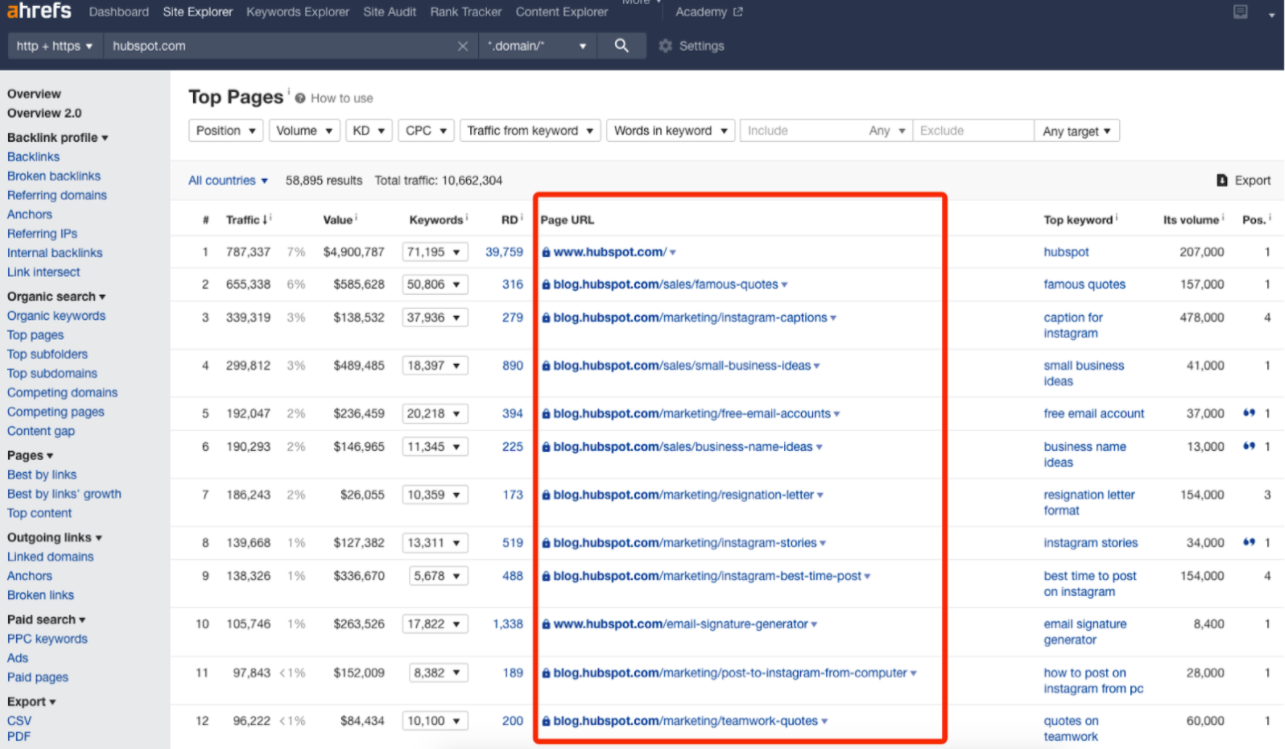 ahrefs Dashboard Site Explorer Keywords Explorer Site Audit Rank Tracker Content Explorer More Academy
http + https hubspot.com *.domain/* Settings
Overview
Overview 2.0
Backlink profile
Backlinks
Broken backlinks
Referring domains
Anchors
Referring IPs
Internal backlinks
Link intersect
Organic search
Organic keywords
Top pages
Top subfolders
Top subdomains
Competing domains
Competing pages
Content gap
Pages
Best by links
Best by links' growth
Top content
Outgoing links
Linked domains
Anchors
Broken links
Paid search
PPC keywords
Ads
Paid pages
Export
CSV
PDF
Top Pages i ? How to use
Position Volume KD CPC Traffic from keyword Words in keyword Include Any Exclude Any target
All countries 58,895 results Total traffic: 10,662,304 Export
# Traffic ↓ i Value i Keywords i RD i Page URL Top keyword i Its volume i Pos. i
1 787,337 7% $4,900,787 71,195 39,759 www.hubspot.com/ hubspot 207,000 1
2 655,338 6% $585,628 50,806 316 blog.hubspot.com/sales/famous-quotes famous quotes 157,000 1
3 339,319 3% $138,532 37,936 279 blog.hubspot.com/marketing/instagram-captions caption for 478,000 4
instagram
4 299,812 3% $489,485 18,397 890 blog.hubspot.com/sales/small-business-ideas small business 41,000 1
ideas
5 192,047 2% $236,459 20,218 394 blog.hubspot.com/marketing/free-email-accounts free email account 37,000 1
6 190,293 2% $146,965 11,345 225 blog.hubspot.com/sales/business-name-ideas business name 13,000 1
ideas
7 186,243 2% $26,055 10,359 173 blog.hubspot.com/marketing/resignation-letter resignation letter 154,000 3
format
8 139,668 1% $127,382 13,311 519 blog.hubspot.com/marketing/instagram-stories instagram stories 34,000 1
9 138,326 1% $336,670 5,678 488 blog.hubspot.com/marketing/instagram-best-time-post best time to post 154,000 4
on instagram
10 105,746 1% $263,526 17,822 1,338 www.hubspot.com/email-signature-generator email signature 8,400 1
generator
11 97,843 <1% $152,009 8,382 189 blog.hubspot.com/marketing/post-to-instagram-from-computer how to post on 28,000 1
instagram from pc
12 96,222 <1% $84,434 10,100 200 blog.hubspot.com/marketing/teamwork-quotes quotes on 60,000 1
teamwork